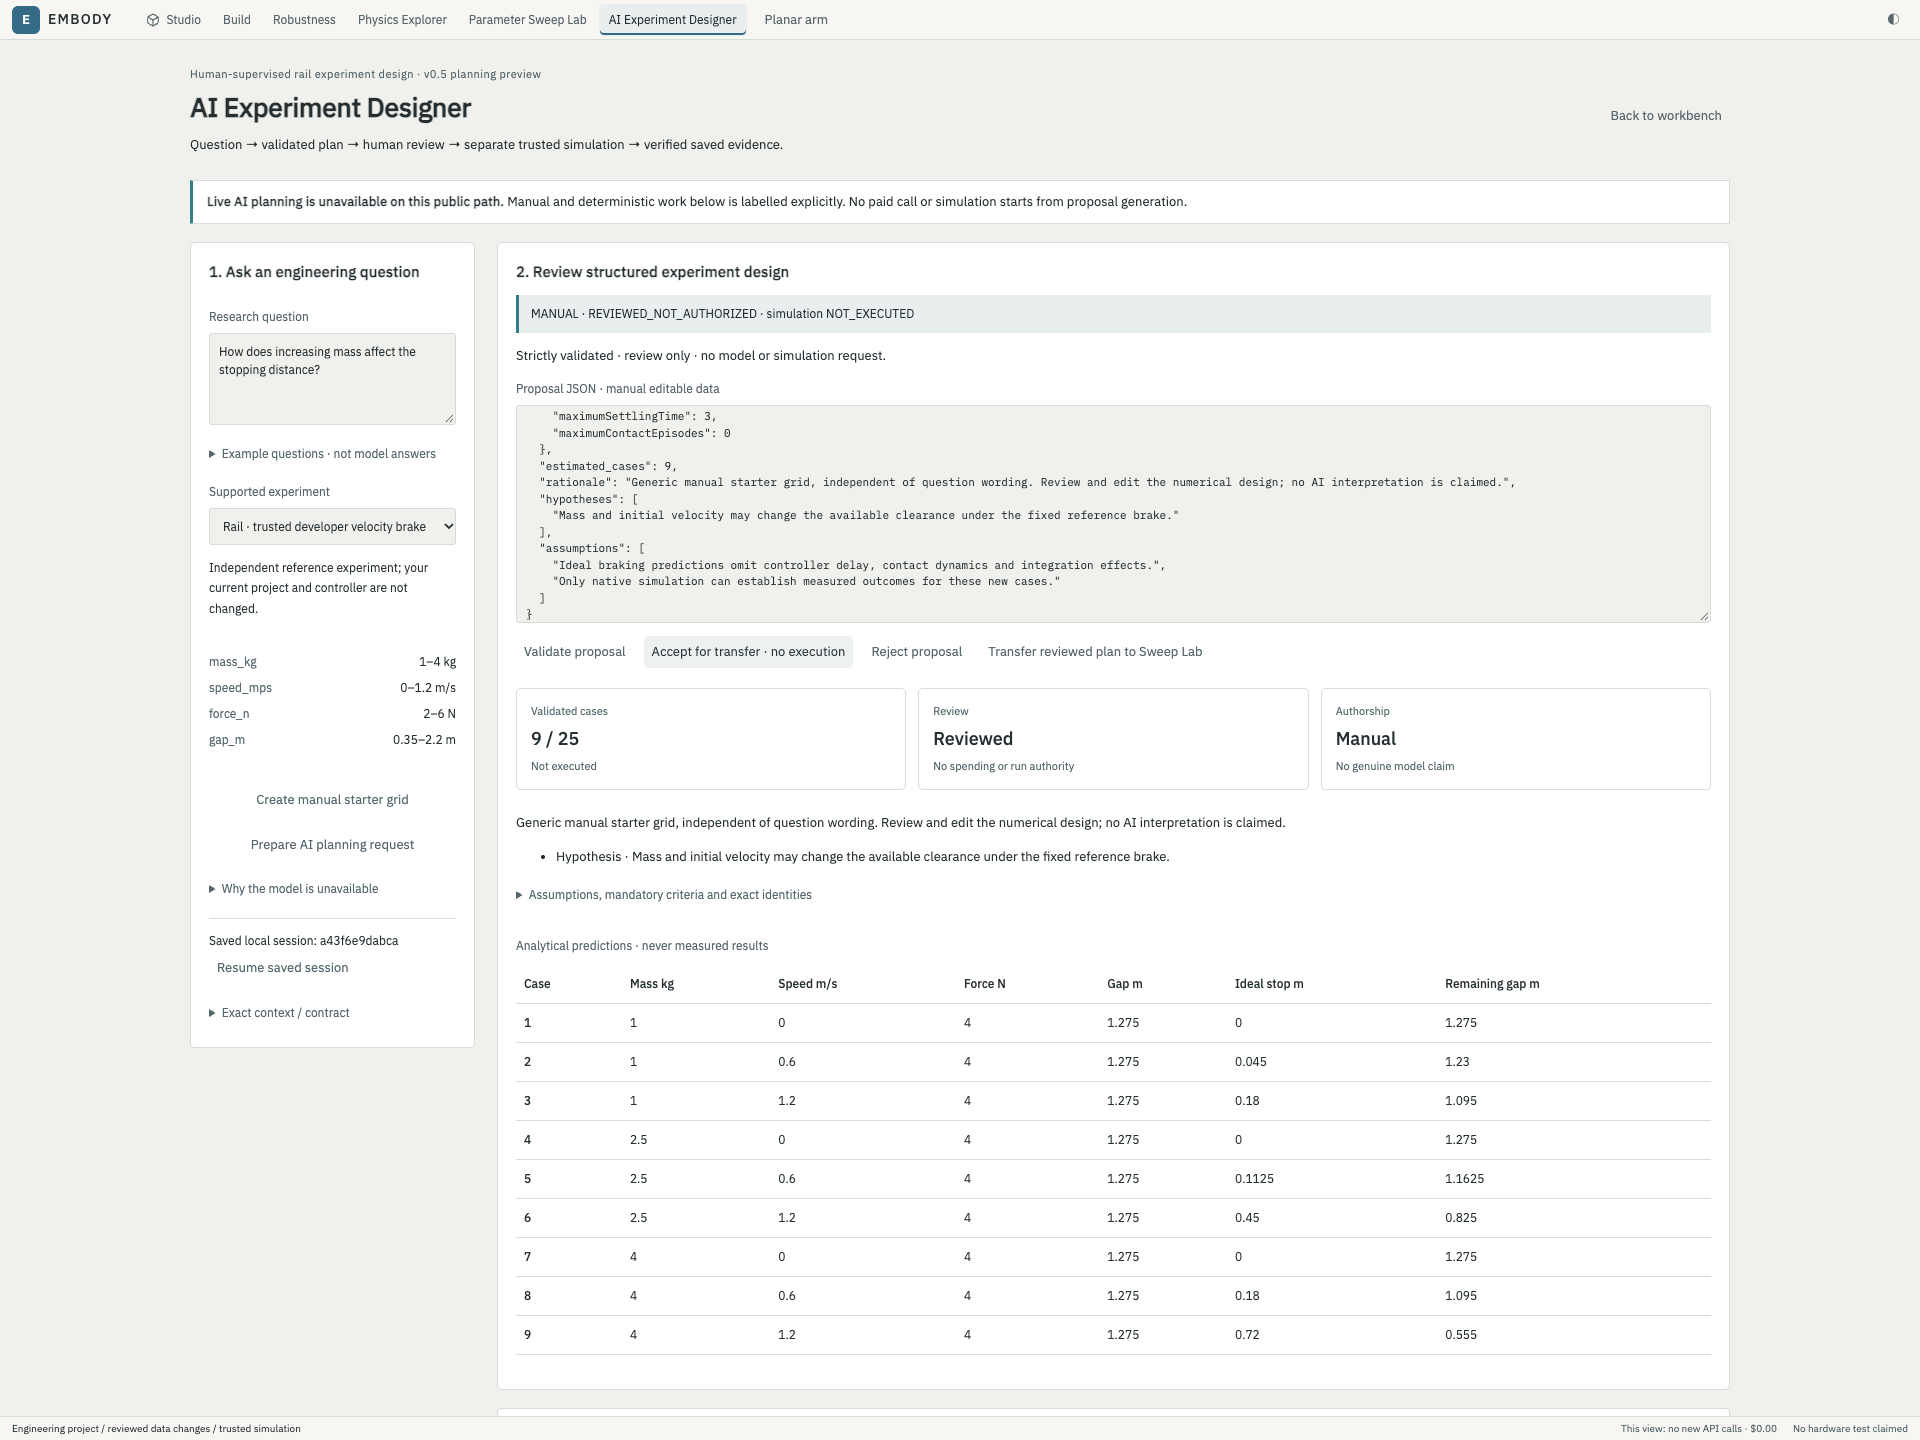 E EMBODY Studio Build Robustness Physics Explorer Parameter Sweep Lab AI Experiment Designer Planar arm
Human-supervised rail experiment design · v0.5 planning preview
AI Experiment Designer
Back to workbench
Question → validated plan → human review → separate trusted simulation → verified saved evidence.
Live AI planning is unavailable on this public path. Manual and deterministic work below is labelled explicitly. No paid call or simulation starts from proposal generation.
1. Ask an engineering question
Research question
How does increasing mass affect the
stopping distance?
Example questions · not model answers
Supported experiment
Rail · trusted developer velocity brake
Independent reference experiment; your
current project and controller are not
changed.
mass_kg 1–4 kg
speed_mps 0–1.2 m/s
force_n 2–6 N
gap_m 0.35–2.2 m
Create manual starter grid
Prepare AI planning request
Why the model is unavailable
Saved local session: a43f6e9dabca
Resume saved session
Exact context / contract
2. Review structured experiment design
MANUAL · REVIEWED_NOT_AUTHORIZED · simulation NOT_EXECUTED
Strictly validated · review only · no model or simulation request.
Proposal JSON · manual editable data
"maximumSettlingTime": 3,
"maximumContactEpisodes": 0
},
"estimated_cases": 9,
"rationale": "Generic manual starter grid, independent of question wording. Review and edit the numerical design; no AI interpretation is claimed.",
"hypotheses": [
"Mass and initial velocity may change the available clearance under the fixed reference brake."
],
"assumptions": [
"Ideal braking predictions omit controller delay, contact dynamics and integration effects.",
"Only native simulation can establish measured outcomes for these new cases."
]
}
Validate proposal Accept for transfer · no execution Reject proposal Transfer reviewed plan to Sweep Lab
Validated cases
9 / 25
Not executed
Review
Reviewed
No spending or run authority
Authorship
Manual
No genuine model claim
Generic manual starter grid, independent of question wording. Review and edit the numerical design; no AI interpretation is claimed.
• Hypothesis · Mass and initial velocity may change the available clearance under the fixed reference brake.
Assumptions, mandatory criteria and exact identities
Analytical predictions · never measured results
Case Mass kg Speed m/s Force N Gap m Ideal stop m Remaining gap m
1 1 0 4 1.275 0 1.275
2 1 0.6 4 1.275 0.045 1.23
3 1 1.2 4 1.275 0.18 1.095
4 2.5 0 4 1.275 0 1.275
5 2.5 0.6 4 1.275 0.1125 1.1625
6 2.5 1.2 4 1.275 0.45 0.825
7 4 0 4 1.275 0 1.275
8 4 0.6 4 1.275 0.18 1.095
9 4 1.2 4 1.275 0.72 0.555
Engineering project / reviewed data changes / trusted simulation
This view: no new API calls · $0.00 No hardware test claimed